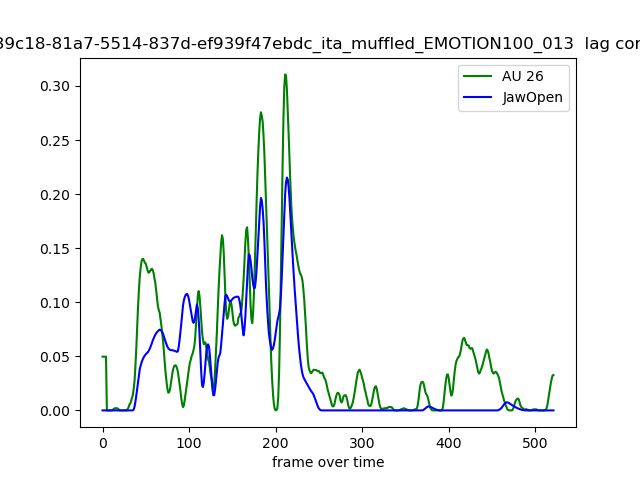 39c18-81a7-5514-837d-ef939f47ebdc_ita_muffled_EMOTION100_013 lag cor
AU 26
JawOpen
0.30
0.25
0.20
0.15
0.10
0.05
0.00
0 100 200 300 400 500
frame over time